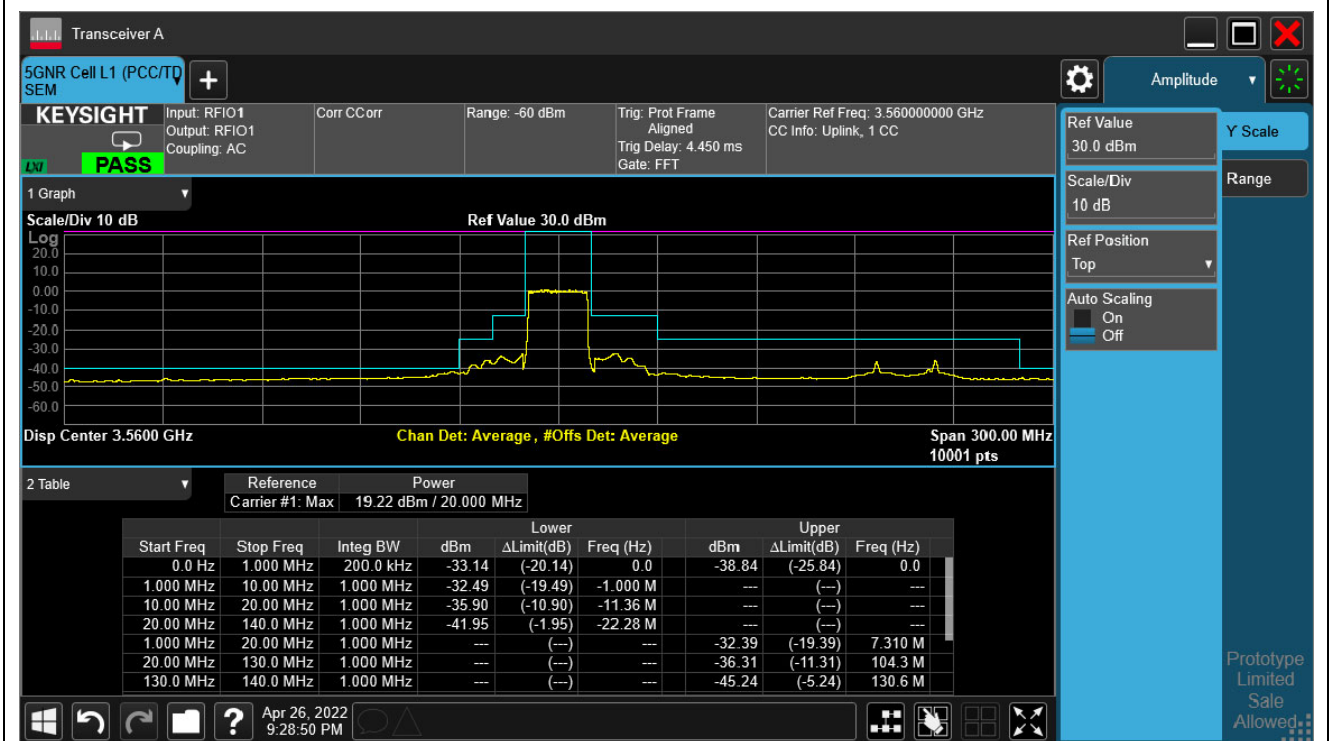 Transceiver A
5GNR Cell L1 (PCC/TD
SEM
+
Amplitude
KEYSIGHT
LXI
PASS
Input: RFIO1
Output: RFIO1
Coupling: AC
Corr CCorr
Range: -60 dBm
Trig: Prot Frame
Aligned
Trig Delay: 4.450 ms
Gate: FFT
Carrier Ref Freq: 3.560000000 GHz
CC Info: Uplink, 1 CC
Ref Value
30.0 dBm
Y Scale
Scale/Div
10 dB
Range
Ref Position
Top
Auto Scaling
On
Off
1 Graph
Scale/Div 10 dB
Ref Value 30.0 dBm
Log
20.0
10.0
0.00
-10.0
-20.0
-30.0
-40.0
-50.0
-60.0
Disp Center 3.5600 GHz
Chan Det: Average , #Offs Det: Average
Span 300.00 MHz
10001 pts
2 Table
Reference Power
Carrier #1: Max 19.22 dBm / 20.000 MHz
Lower Upper
Start Freq Stop Freq Integ BW dBm ΔLimit(dB) Freq (Hz) dBm ΔLimit(dB) Freq (Hz)
0.0 Hz 1.000 MHz 200.0 kHz -33.14 (-20.14) 0.0 -38.84 (-25.84) 0.0
1.000 MHz 10.00 MHz 1.000 MHz -32.49 (-19.49) -1.000 M --- (---) ---
10.00 MHz 20.00 MHz 1.000 MHz -35.90 (-10.90) -11.36 M --- (---) ---
20.00 MHz 140.0 MHz 1.000 MHz -41.95 (-1.95) -22.28 M --- (---) ---
1.000 MHz 20.00 MHz 1.000 MHz --- (---) --- -32.39 (-19.39) 7.310 M
20.00 MHz 130.0 MHz 1.000 MHz --- (---) --- -36.31 (-11.31) 104.3 M
130.0 MHz 140.0 MHz 1.000 MHz --- (---) --- -45.24 (-5.24) 130.6 M
Prototype
Limited
Sale
Allowed
?
Apr 26, 2022
9:28:50 PM